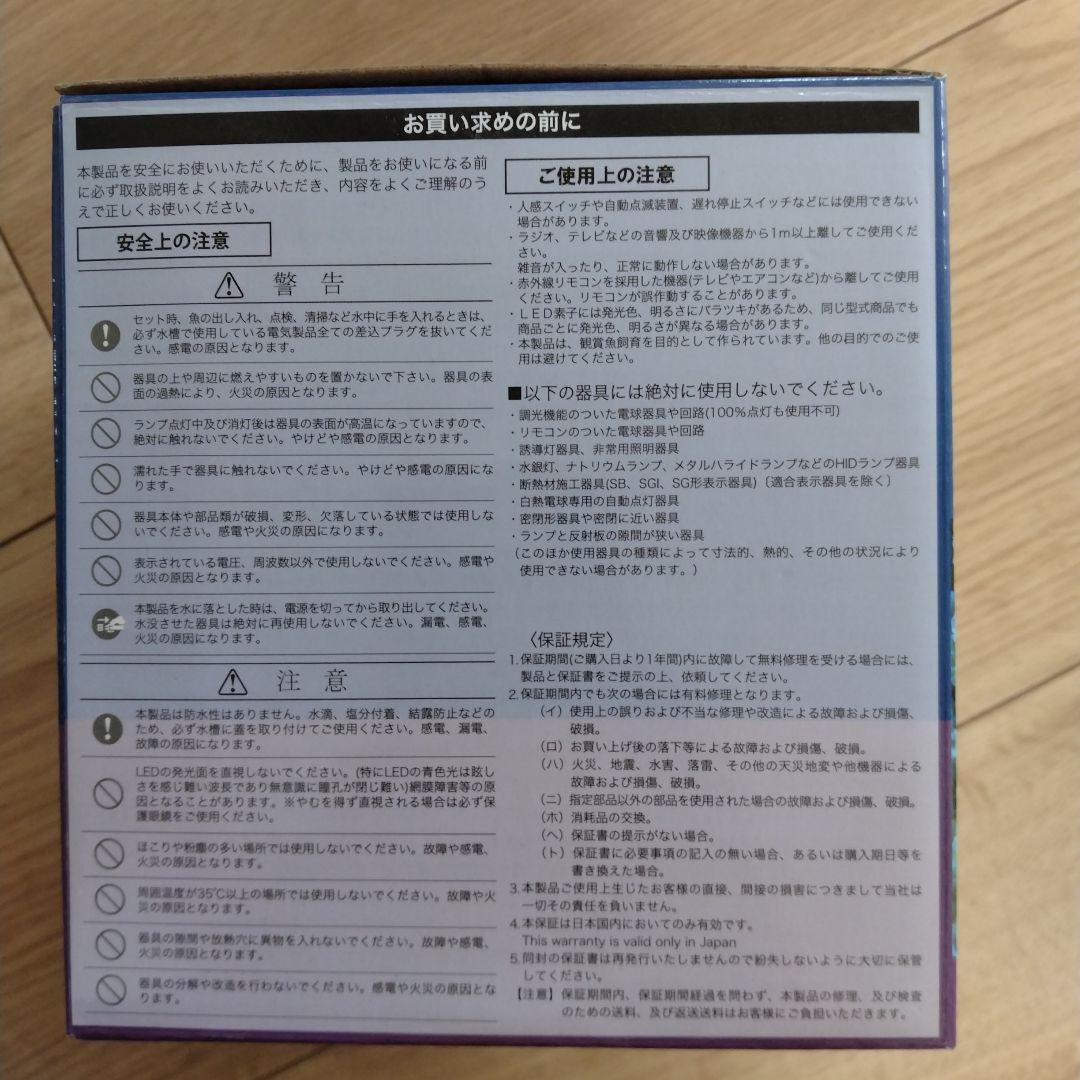 お買い求めの前に
本製品を安全にお使いいただくために、製品をお使いになる前
に必ず取扱説明をよくお読みいただき、内容をよくご理解のう
えで正しくお使いください。
安全上の注意
警 告
セット時、魚の出し入れ、点検、清掃など水中に手を入れるときは、
必ず水槽で使用している電気製品全ての差込プラグを抜いてくだ
さい。感電の原因となります。
器具の上や周辺に燃えやすいものを置かないで下さい。器具の表
面の過熱により、火災の原因となります。
ランプ点灯中及び消灯後は器具の表面が高温になっていますので、
絶対に触れないでください。やけどや感電の原因となります。
濡れた手で器具に触れないでください。やけどや感電の原因にな
ります。
器具本体や部品類が破損、変形、欠落している状態では使用しな
いでください。感電や火災の原因になります。
表示されている電圧、周波数以外で使用しないでください。感電や
火災の原因となります。
本製品を水に落とした時は、電源を切ってから取り出してください。
水没させた器具は絶対に再使用しないでください。漏電、感電、
火災の原因になります。
注 意
本製品は防水性はありません。水滴、塩分付着、結露防止などの
ため、必ず水槽に蓋を取り付けてご使用ください。感電、漏電、
故障の原因になります。
LEDの発光面を直視しないでください。(特にLEDの青色光は眩し
さを感じ難い波長であり無意識に瞳孔が閉じ難い)網膜障害等の原
因となることがあります。※やむを得ず直視される場合は必ず保
護眼鏡をご使用ください。
ほこりや粉塵の多い場所では使用しないでください。故障や感電、
火災の原因になります。
周囲温度が35℃以上の場所では使用しないでください。故障や火
災の原因となります。
器具の隙間や放熱穴に異物を入れないでください。故障や感電、
火災の原因になります。
器具の分解や改造を行わないでください。感電や火災の原因とな
ります。
ご使用上の注意
・人感スイッチや自動点滅装置、遅れ停止スイッチなどには使用できない
場合があります。
・ラジオ、テレビなどの音響及び映像機器から1m以上離してご使用くだ
さい。
雑音が入ったり、正常に動作しない場合があります。
・赤外線リモコンを採用した機器(テレビやエアコンなど)から離してご使用
ください。リモコンが誤作動することがあります。
・ＬＥＤ素子には発光色、明るさにバラツキがあるため、同じ型式商品でも
商品ごとに発光色、明るさが異なる場合があります。
・本製品は、観賞魚飼育を目的として作られています。他の目的でのご使
用は避けてください。
■以下の器具には絶対に使用しないでください。
・調光機能のついた電球器具や回路(100%点灯も使用不可)
・リモコンのついた電球器具や回路
・誘導灯器具、非常用照明器具
・水銀灯、ナトリウムランプ、メタルハライドランプなどのHIDランプ器具
・断熱材施工器具(SB、SGI、SG形表示器具)〔適合表示器具を除く〕
・白熱電球専用の自動点灯器具
・密閉形器具や密閉に近い器具
・ランプと反射板の隙間が狭い器具
(このほか使用器具の種類によって寸法的、熱的、その他の状況により
使用できない場合があります。)
〈保証規定〉
1.保証期間(ご購入日より1年間)内に故障して無料修理を受ける場合には、
製品と保証書をご提示の上、依頼してください。
2.保証期間内でも次の場合には有料修理となります。
(イ) 使用上の誤りおよび不当な修理や改造による故障および損傷、
破損。
(ロ) お買い上げ後の落下等による故障および損傷、破損。
(ハ) 火災、地震、水害、落雷、その他の天災地変や他機器による
故障および損傷、破損。
(ニ) 指定部品以外の部品を使用された場合の故障および損傷、破損。
(ホ) 消耗品の交換。
(ヘ) 保証書の提示がない場合。
(ト) 保証書に必要事項の記入の無い場合、あるいは購入期日等を
書き換えた場合。
3.本製品ご使用上生じたお客様の直接、間接の損害につきまして当社は
一切その責任を負いません。
4.本保証は日本国内においてのみ有効です。
This warranty is valid only in Japan
5.同封の保証書は再発行いたしませんので紛失しないように大切に保管
してください。
【注意】保証期間内、保証期間経過を問わず、本製品の修理、及び検査
のための送料、及び返送送料はお客様にご負担いただきます。